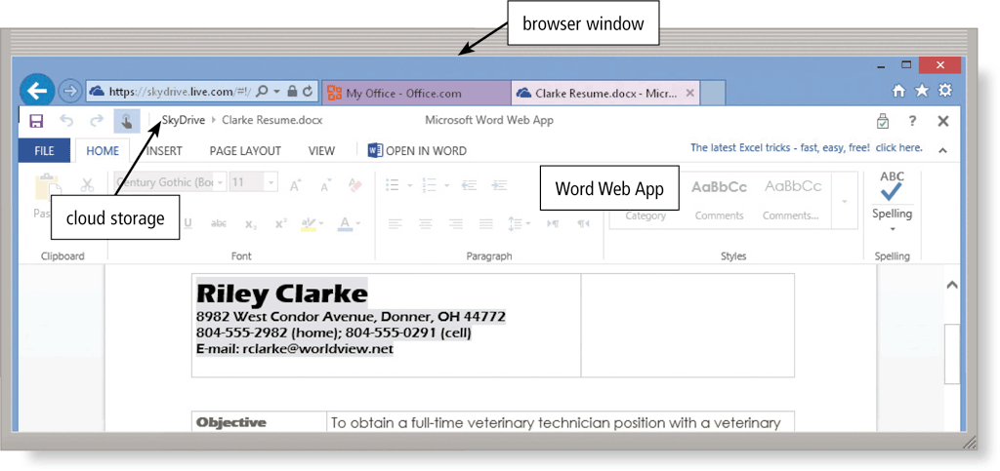 browser window
https://skydrive.live.com/#!/
My Office - Office.com
Clarke Resume.docx - Micr... ×
SkyDrive ▸ Clarke Resume.docx
Microsoft Word Web App
?
FILE HOME INSERT PAGE LAYOUT VIEW OPEN IN WORD
The latest Excel tricks - fast, easy, free! click here.
Century Gothic (Bo 11
Word Web App
AaBbCc AaBbCc
ABC
Category Comments Comments...
Spelling
cloud storage
U abc x₂ x² ab A
Clipboard Font Paragraph Styles Spelling
Riley Clarke
8982 West Condor Avenue, Donner, OH 44772
804-555-2982 (home); 804-555-0291 (cell)
E-mail: rclarke@worldview.net
Objective To obtain a full-time veterinary technician position with a veterinary